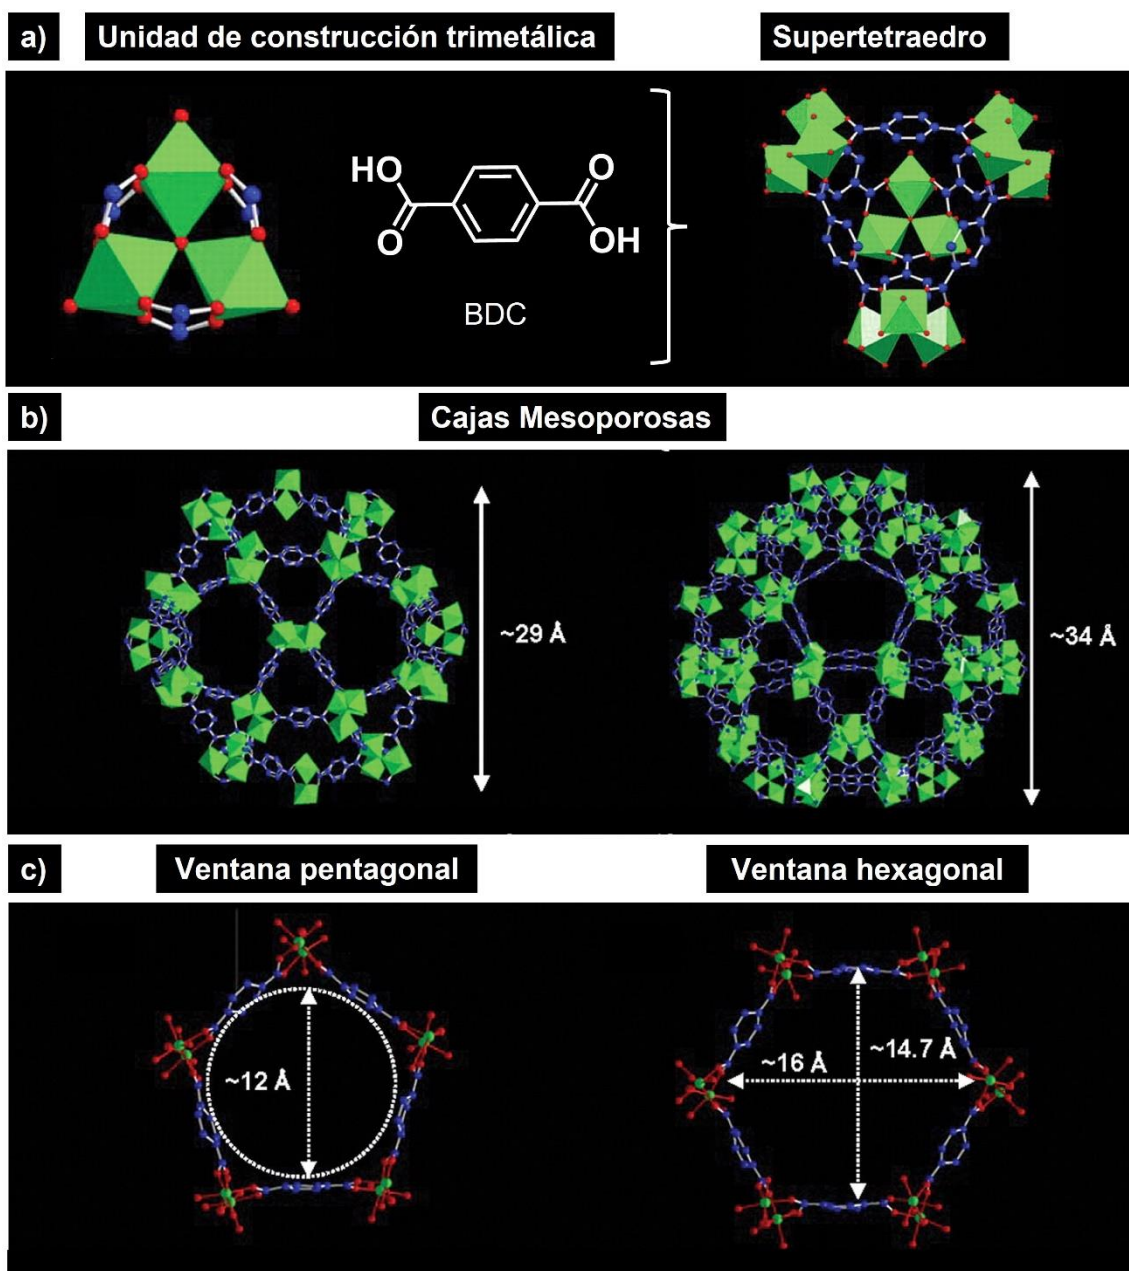 a)
Unidad de construcción trimetálica
Supertetraedro
HO
O
O
OH
BDC
b)
Cajas Mesoporosas
~29 Å
~34 Å
c)
Ventana pentagonal
Ventana hexagonal
~12 Å
~16 Å
~14.7 Å